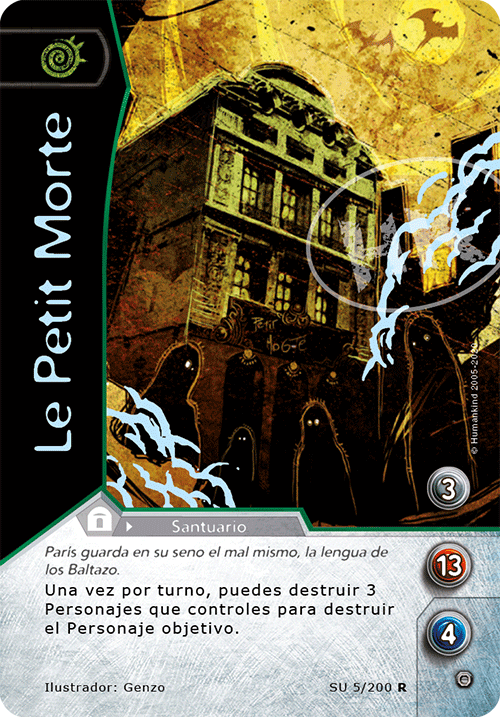 Le Petit Morte
Petit
© Humankind 2005-20
3
Santuario
París guarda en su seno el mal mismo, la lengua de
los Baltazo.
Una vez por turno, puedes destruir 3
Personajes que controles para destruir
el Personaje objetivo.
13
4
Ilustrador: Genzo
SU 5/200 R